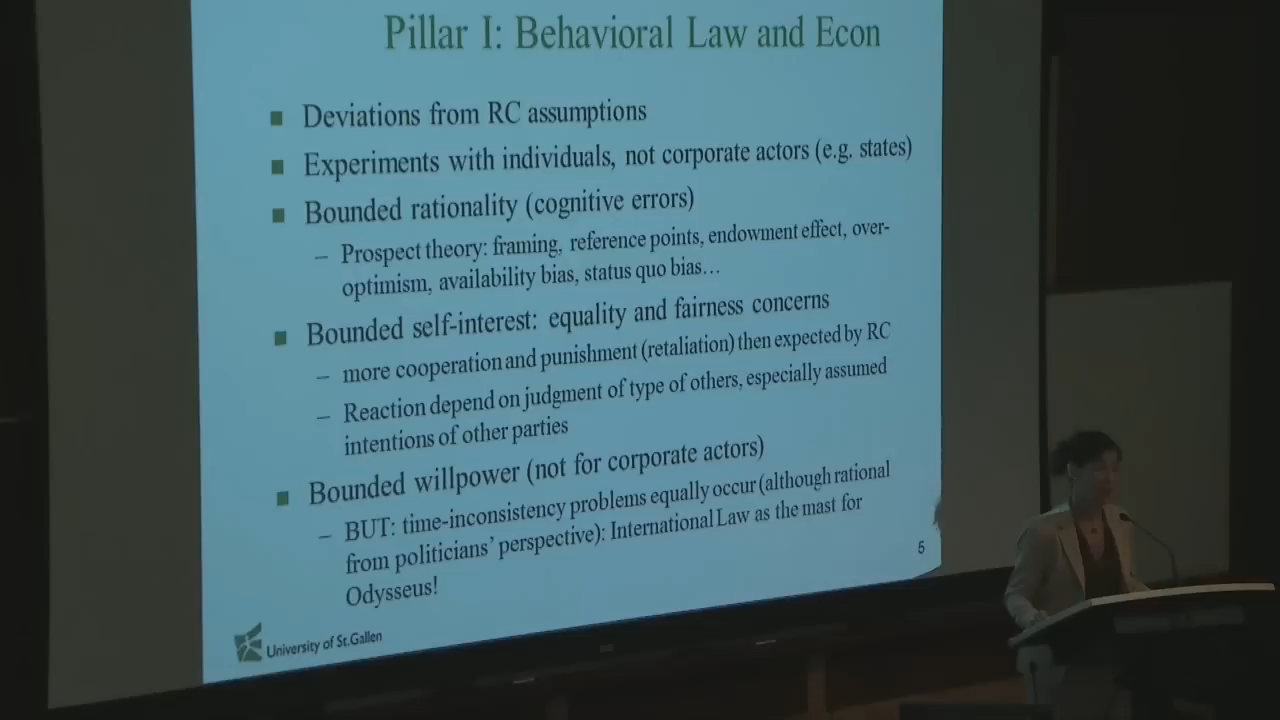 Pillar I: Behavioral Law and Econ
Deviations from RC assumptions
Experiments with individuals, not corporate actors (e.g. states)
Bounded rationality (cognitive errors)
– Prospect theory: framing, reference points, endowment effect, over-
optimism, availability bias, status quo bias…
Bounded self-interest: equality and fairness concerns
– more cooperation and punishment (retaliation) then expected by RC
– Reaction depend on judgment of type of others, especially assumed
intentions of other parties
Bounded willpower (not for corporate actors)
– BUT: time-inconsistency problems equally occur (although rational
from politicians’ perspective): International Law as the mast for
Odysseus!
5
University of St.Gallen